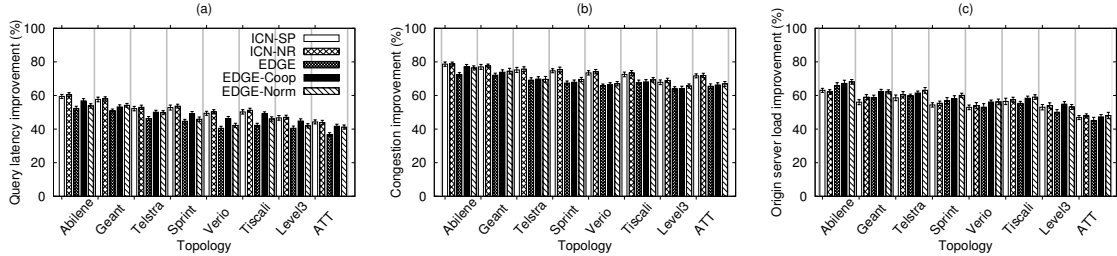 (a)
Query latency improvement (%)
100
80
60
40
20
0
ICN-SP
ICN-NR
EDGE
EDGE-Coop
EDGE-Norm
Abilene
Geant
Telstra
Sprint
Verio
Tiscali
Level3
ATT
Topology
(b)
Congestion improvement (%)
100
80
60
40
20
0
Abilene
Geant
Telstra
Sprint
Verio
Tiscali
Level3
ATT
Topology
(c)
Origin server load improvement (%)
100
80
60
40
20
0
Abilene
Geant
Telstra
Sprint
Verio
Tiscali
Level3
ATT
Topology